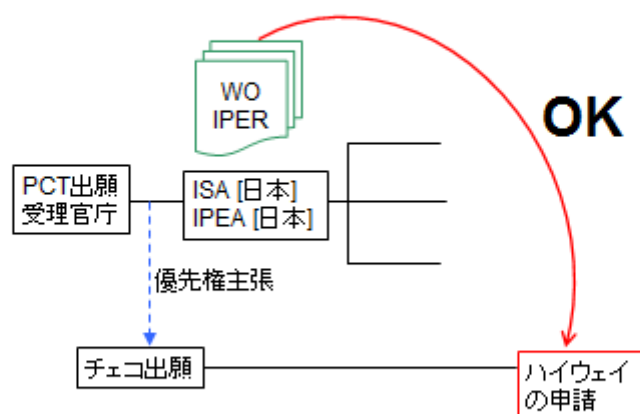 WO
IPER
OK
PCT出願
受理官庁
ISA [日本]
IPEA [日本]
優先権主張
チェコ出願
ハイウェイ
の申請